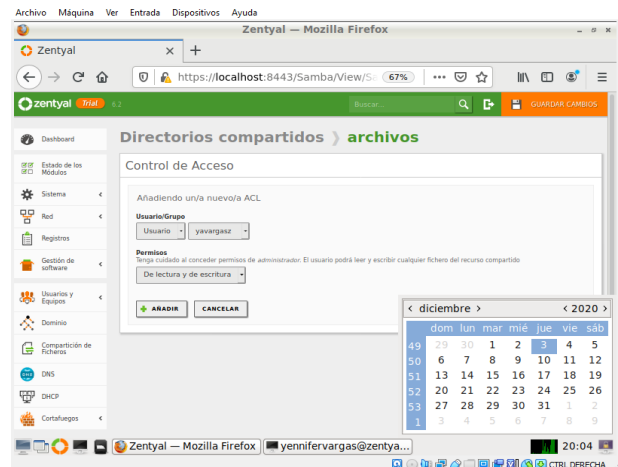 Archivo Máquina Ver Entrada Dispositivos Ayuda
Zentyal — Mozilla Firefox
Zentyal
https://localhost:8443/Samba/View/S 67%
zentyal Trial 6.2 Buscar... GUARDAR CAMBIOS
Dashboard
Estado de los
Módulos
Sistema
Red
Registros
Gestión de
software
Usuarios y
Equipos
Dominio
Compartición de
Ficheros
DNS
DHCP
Cortafuegos
Directorios compartidos archivos
Control de Acceso
Añadiendo un/a nuevo/a ACL
Usuario/Grupo
Usuario yavargasz
Permisos
Tenga cuidado al conceder permisos de administrador. El usuario podrá leer y escribir cualquier fichero del recurso compartido
De lectura y de escritura
AÑADIR CANCELAR
diciembre 2020
dom lun mar mié jue vie sáb
49 29 30 1 2 3 4 5
50 6 7 8 9 10 11 12
51 13 14 15 16 17 18 19
52 20 21 22 23 24 25 26
53 27 28 29 30 31 1 2
1 3 4 5 6 7 8 9
Zentyal — Mozilla Firefox yennifervargas@zentya... 20:04
CTRL DERECHA